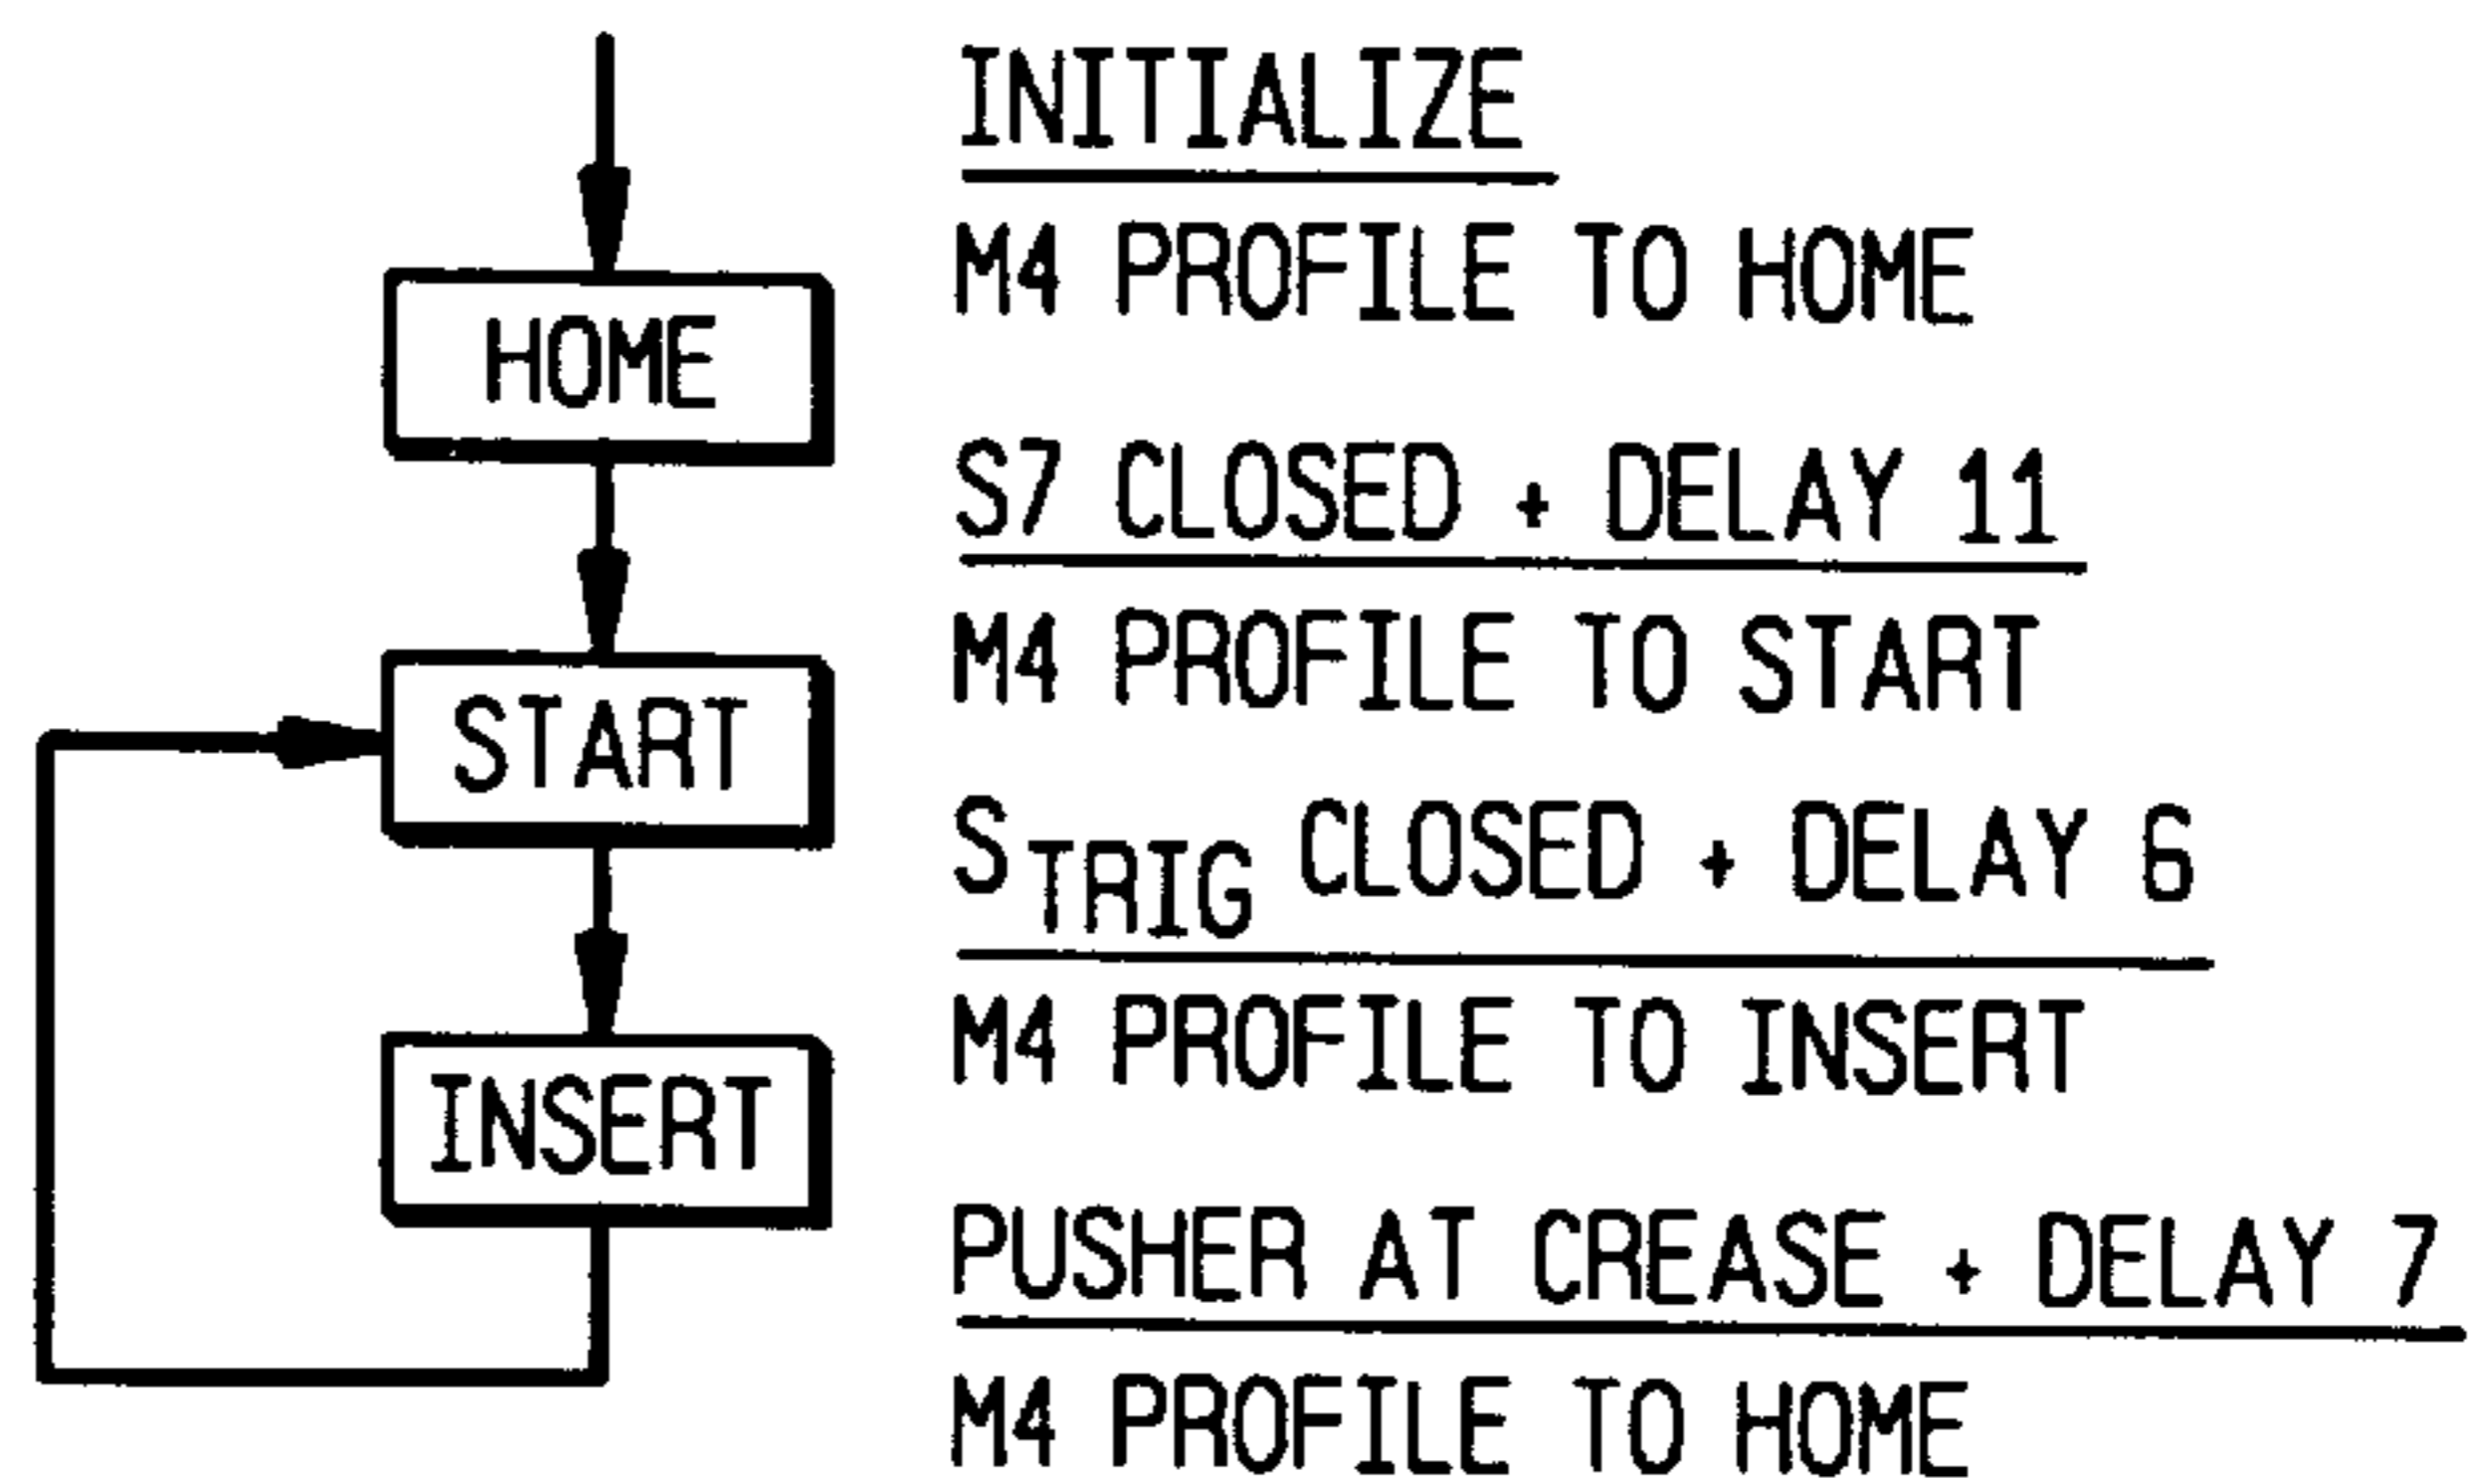 INITIALIZE
M4 PROFILE TO HOME
HOME
S7 CLOSED + DELAY 11
M4 PROFILE TO START
START
STRIG CLOSED + DELAY 6
M4 PROFILE TO INSERT
INSERT
PUSHER AT CREASE + DELAY 7
M4 PROFILE TO HOME